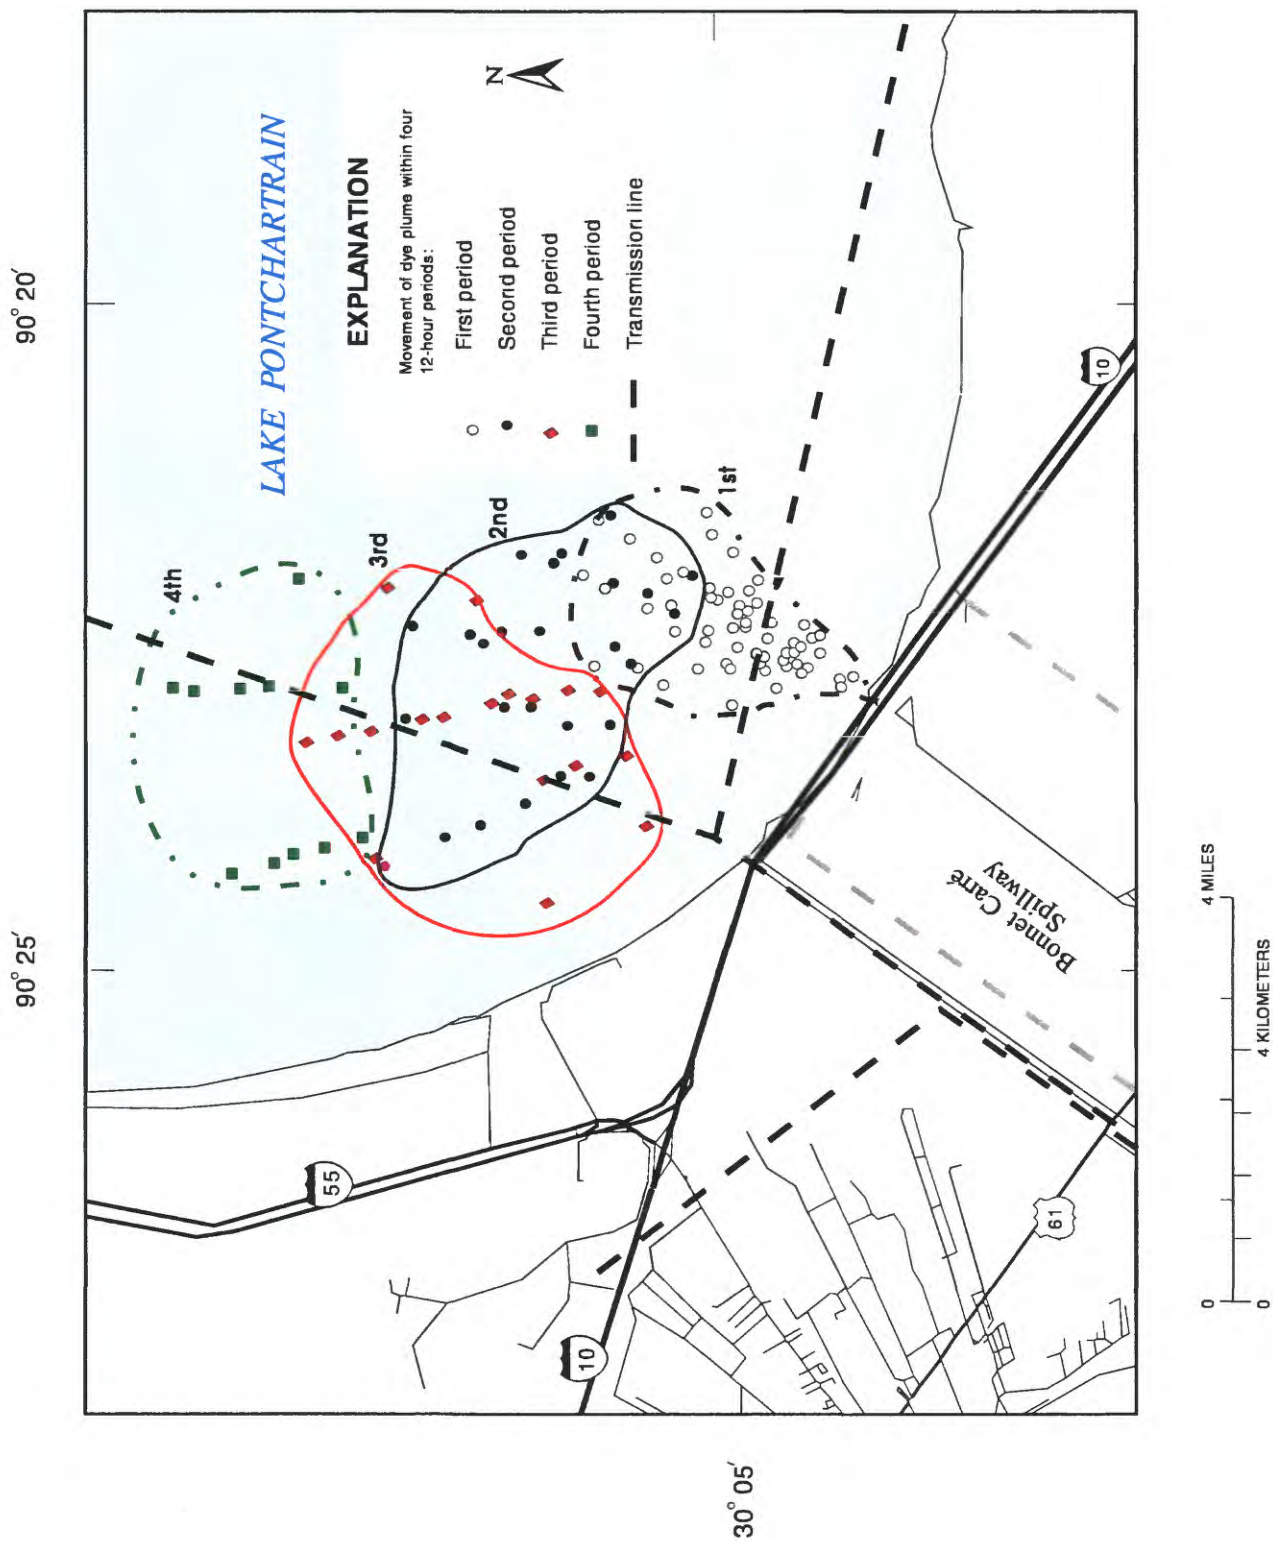 90° 25′
90° 20′
30° 05′
LAKE PONTCHARTRAIN
N
EXPLANATION
Movement of dye plume within four
12-hour periods:
First period
Second period
Third period
Fourth period
Transmission line
4th
3rd
2nd
1st
55
10
10
61
Bonnet Carré
Spillway
0
4 MILES
0
4 KILOMETERS